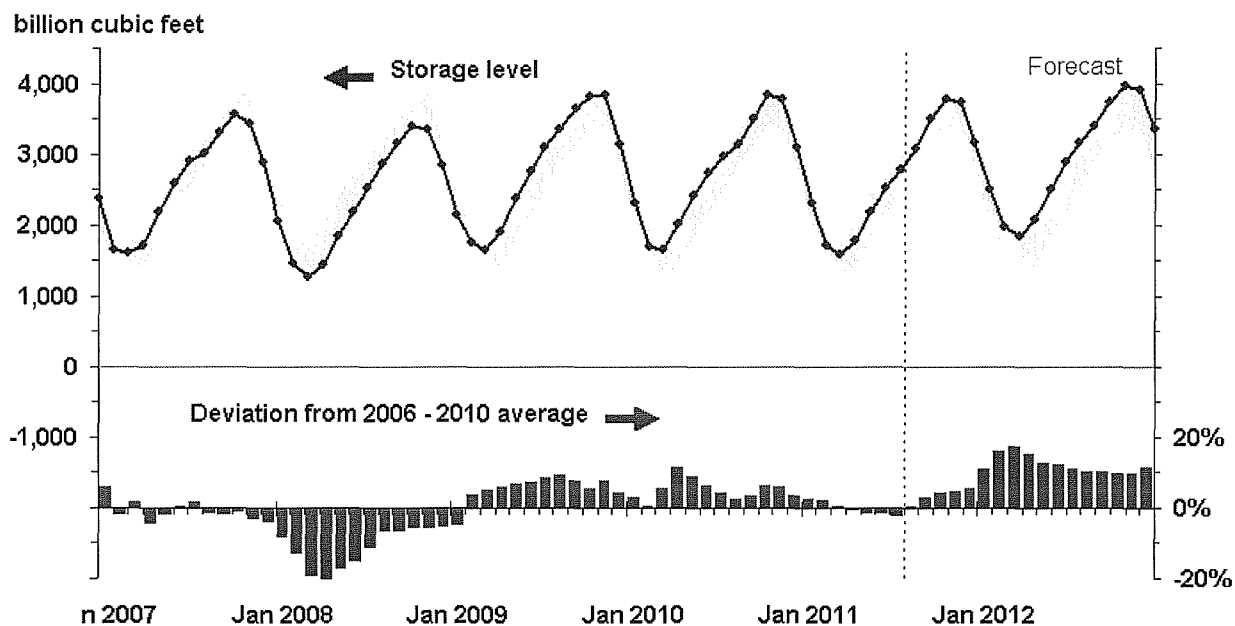 billion cubic feet
Storage level
Forecast
4,000
3,000
2,000
1,000
0
Deviation from 2006 - 2010 average
-1,000
20%
0%
-20%
n 2007
Jan 2008
Jan 2009
Jan 2010
Jan 2011
Jan 2012